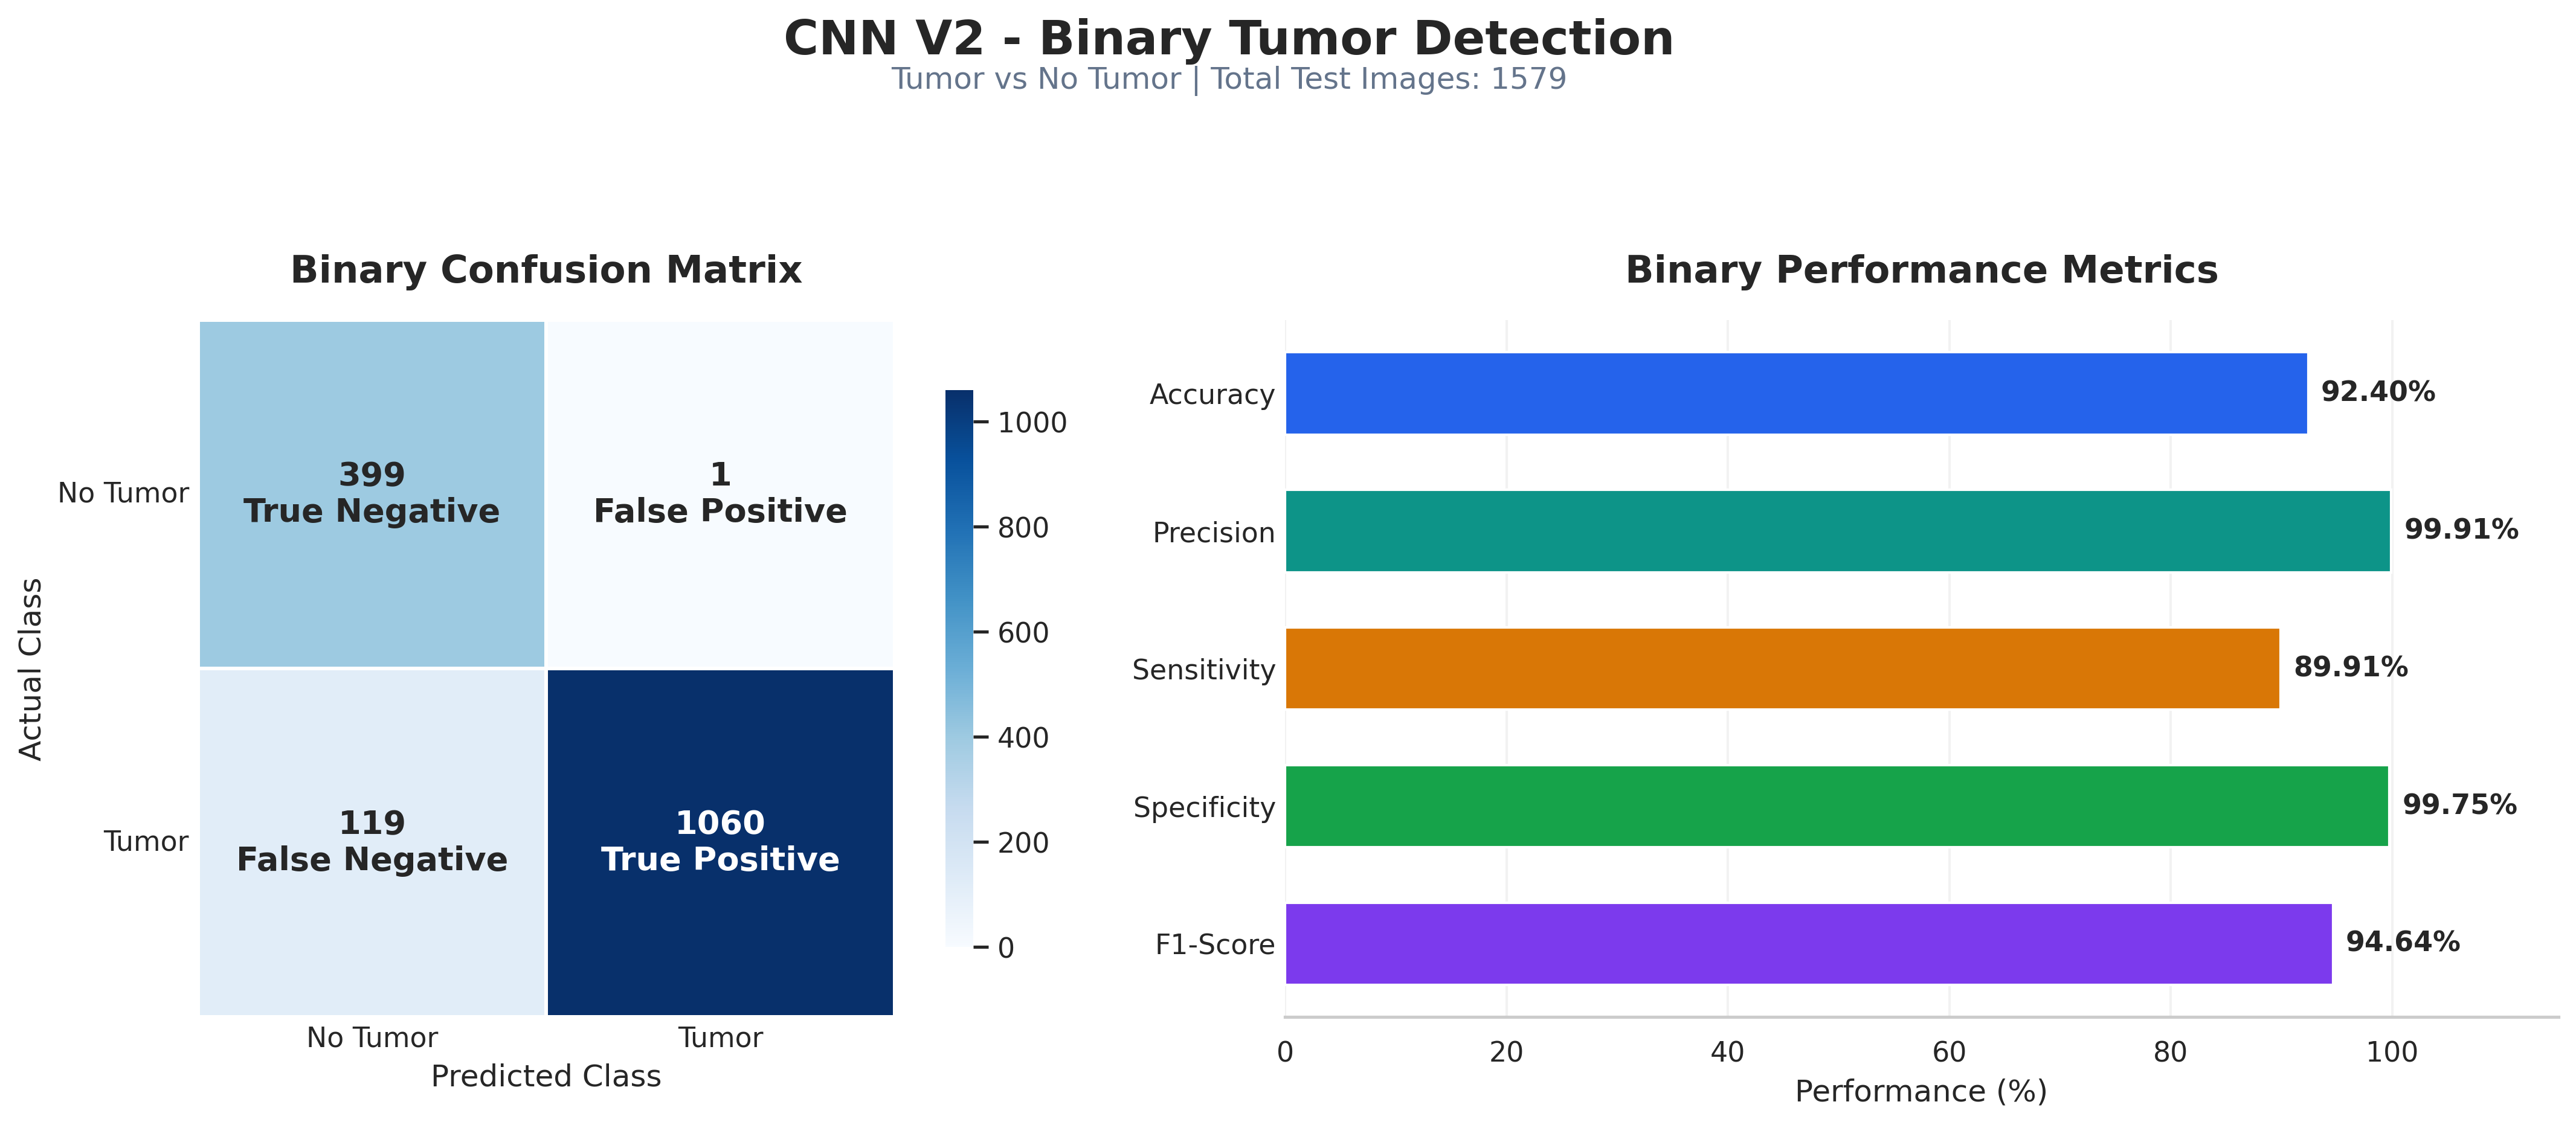 CNN V2 - Binary Tumor Detection
Tumor vs No Tumor | Total Test Images: 1579
Binary Confusion Matrix
Actual Class
No Tumor
Tumor
399
True Negative
1
False Positive
119
False Negative
1060
True Positive
No Tumor
Tumor
Predicted Class
1000
800
600
400
200
0
Binary Performance Metrics
Accuracy
92.40%
Precision
99.91%
Sensitivity
89.91%
Specificity
99.75%
F1-Score
94.64%
0
20
40
60
80
100
Performance (%)